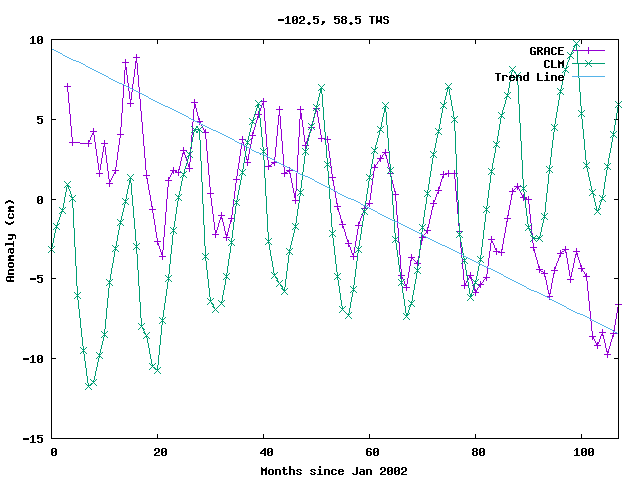 -102.5, 58.5 TWS
GRACE
CLM
Trend Line
10
5
0
-5
-10
-15
Anomaly (cm)
0 20 40 60 80 100
Months since Jan 2002